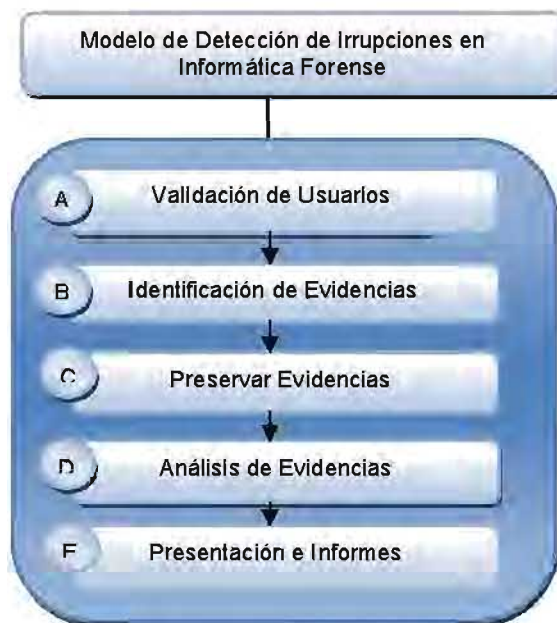 Modelo de Detección de Irrupciones en
Informática Forense
A Validación de Usuarios
B Identificación de Evidencias
C Preservar Evidencias
D Análisis de Evidencias
E Presentación e Informes